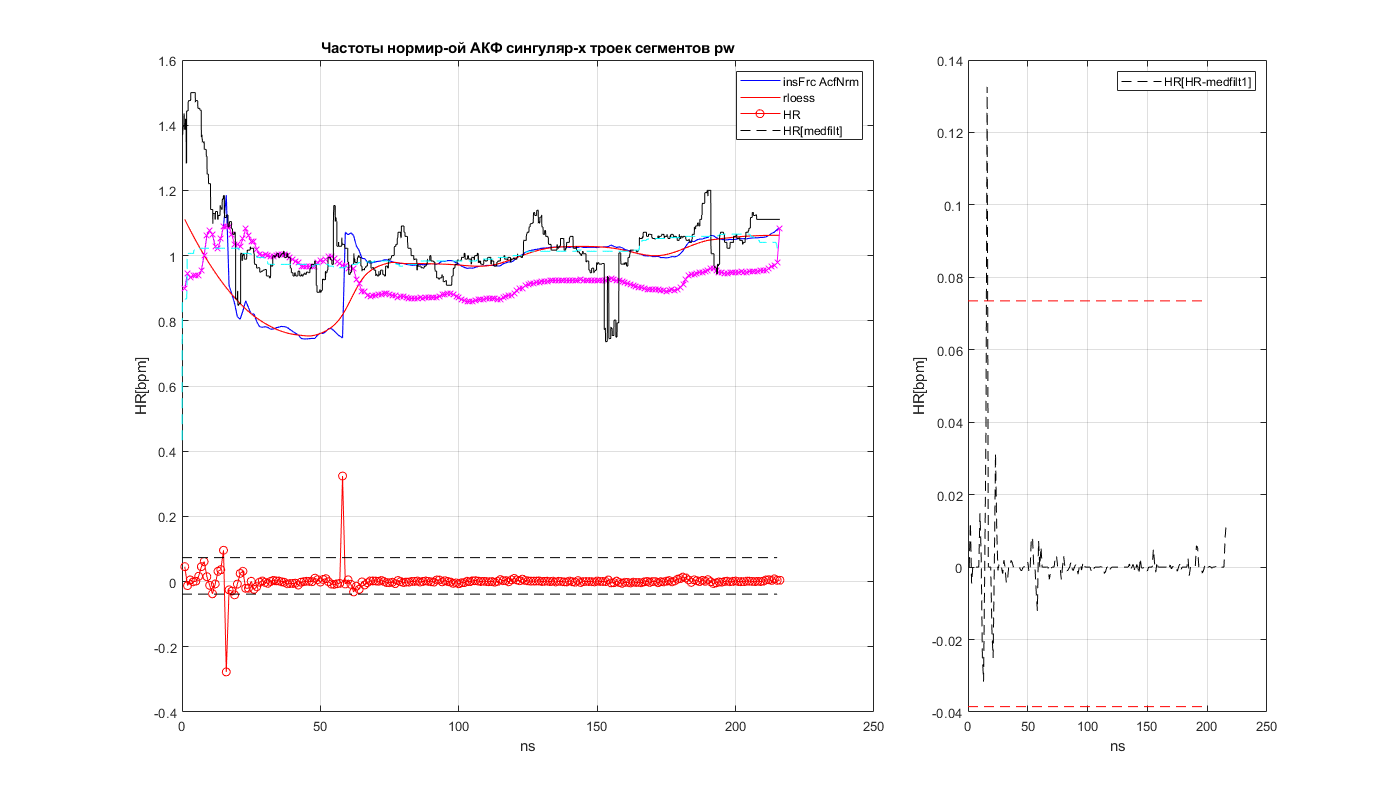 Частоты нормир-ой АКФ сингуляр-х троек сегментов pw
1.6
1.4
1.2
1
0.8
0.6
0.4
0.2
0
-0.2
-0.4
HR[bpm]
0 50 100 150 200 250
ns
insFrc AcfNrm
rloess
HR
HR[medfilt]
0.14
0.12
0.1
0.08
0.06
0.04
0.02
0
-0.02
-0.04
HR[bpm]
0 50 100 150 200 250
ns
HR[HR-medfilt1]